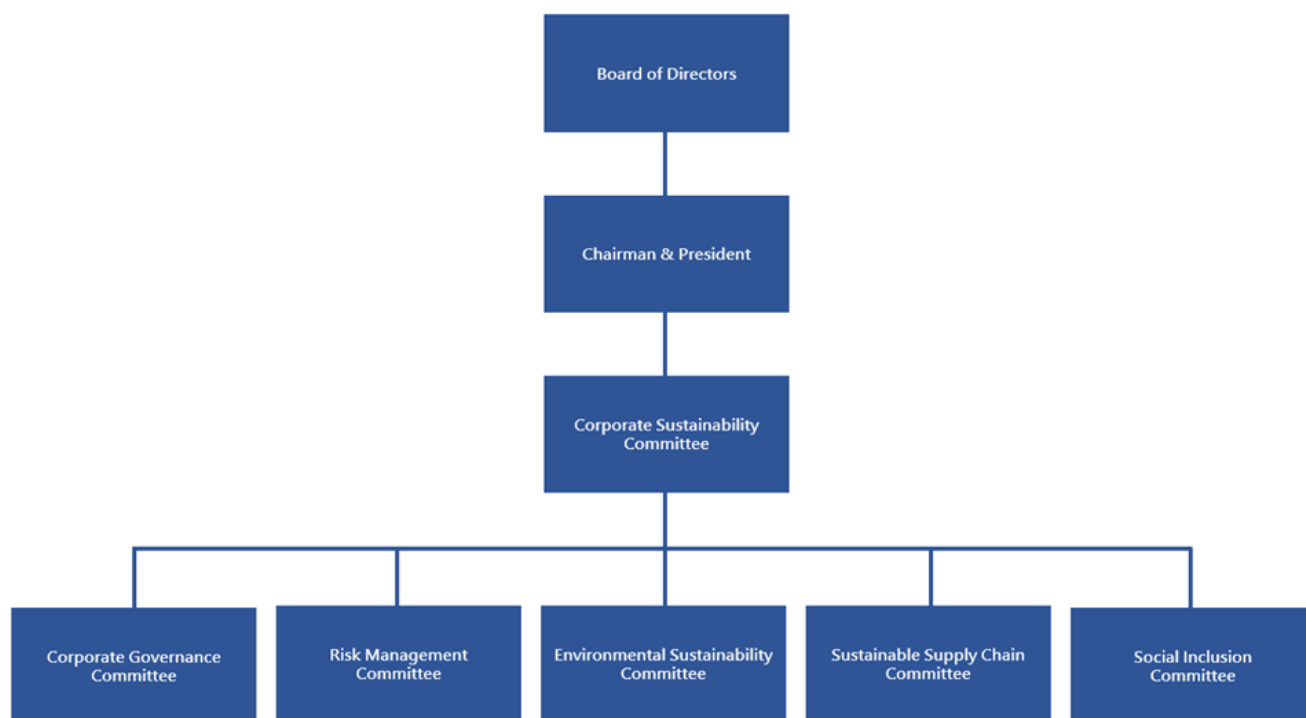 Board of Directors
Chairman & President
Corporate Sustainability
Committee
Corporate Governance
Committee
Risk Management
Committee
Environmental Sustainability
Committee
Sustainable Supply Chain
Committee
Social Inclusion
Committee